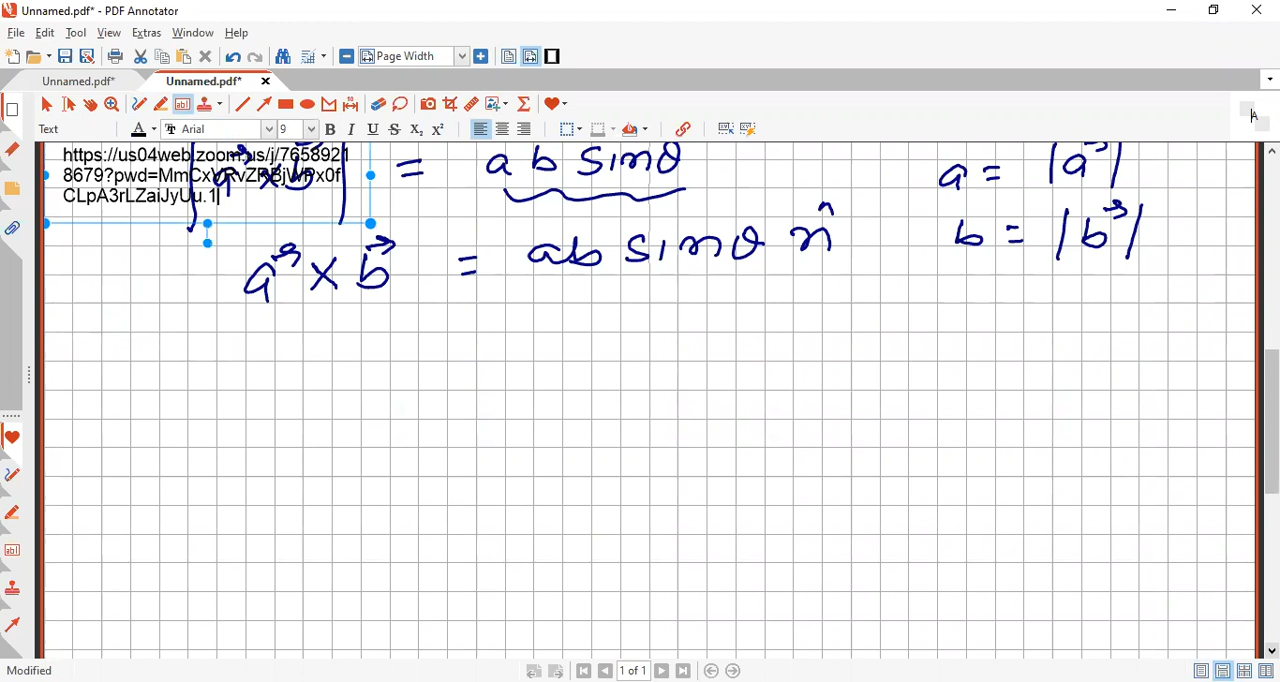 Unnamed.pdf* - PDF Annotator
File Edit Tool View Extras Window Help
Page Width
Unnamed.pdf* Unnamed.pdf*
Text Arial 9
https://us04web.zoom.us/j/7658921
8679?pwd=MmCxYRvZRBjWPx0f
CLpA3rLZaiJyUu.1
|a⃗ × b⃗| = a b sinθ a = |a⃗|
a⃗ × b⃗ = ab sinθ n̂ b = |b⃗|
Modified 1 of 1